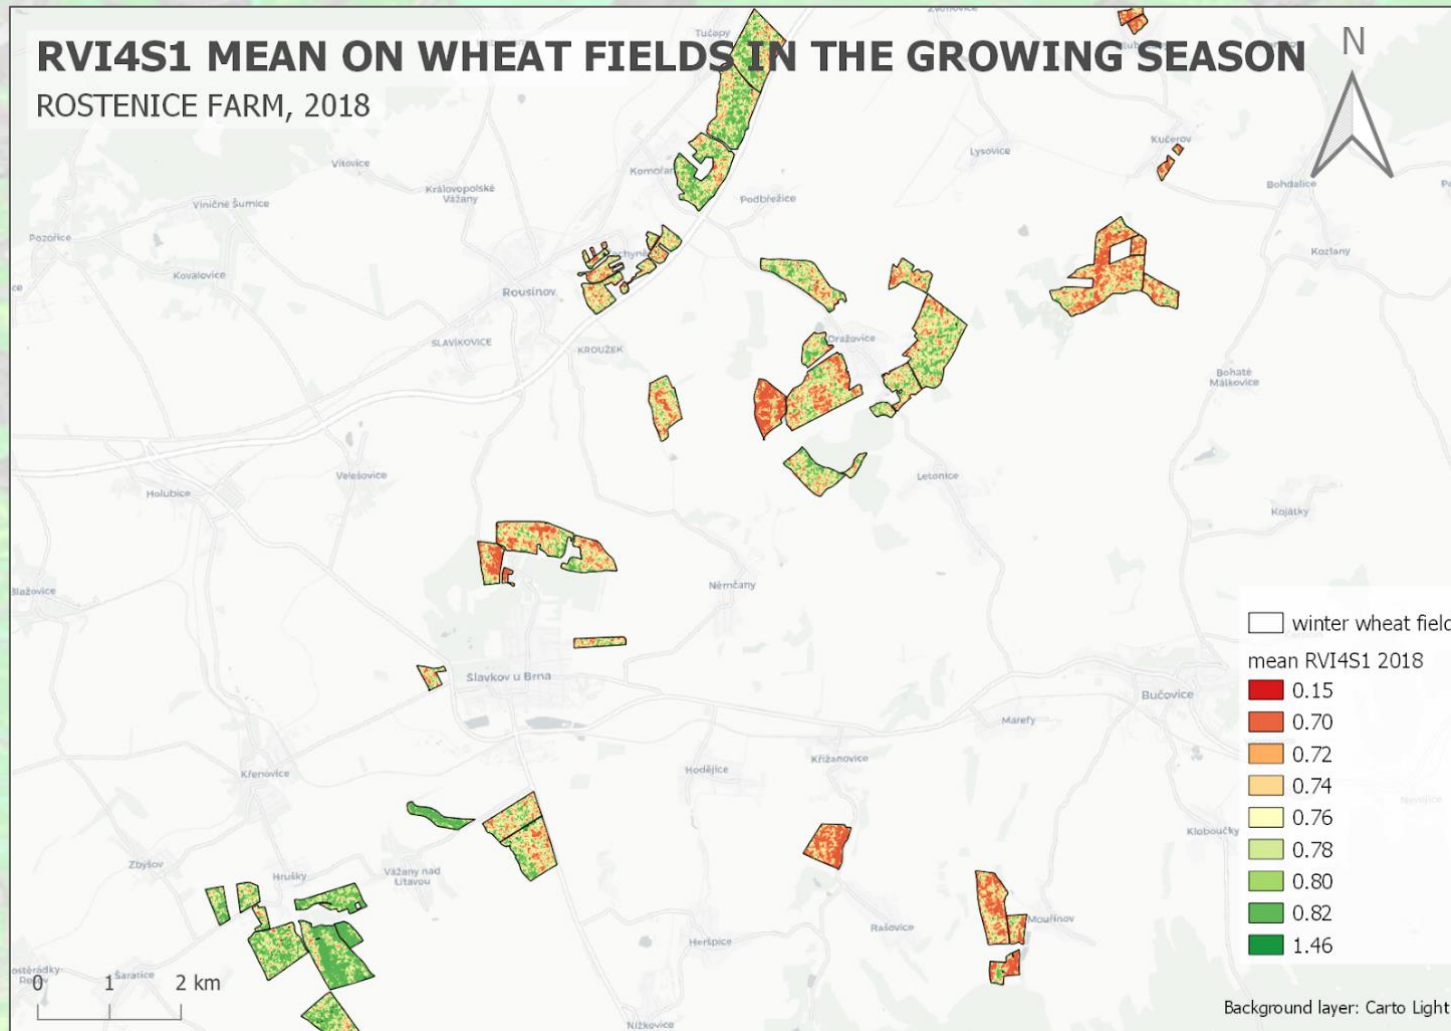 RVI4S1 MEAN ON WHEAT FIELDS IN THE GROWING SEASON
ROSTENICE FARM, 2018
N
Tučapy
Kučerov
Vítovice
Lysovice
Komořan
Bohdalice
Královopolské
Vážany
Viničné Šumice
Podbřežice
Pozořice
Kozlany
Kovalovice
Rousínov
Dražovice
SLAVÍKOVICE
KROUŽEK
Bohaté
Málkovice
Velešovice
Letonice
Holubice
Kojátky
Blažovice
Němčany
winter wheat field
mean RVI4S1 2018
0.15
0.70
0.72
0.74
0.76
0.78
0.80
0.82
1.46
Slavkov u Brna
Bučovice
Marefy
Křižanovice
Křenovice
Hodějice
Kloboučky
Zbyšov
Hrušky
Vážany nad
Litavou
Mouřínov
Rašovice
Heršpice
Šaratice
0 1 2 km
Nížkovice
Background layer: Carto Light